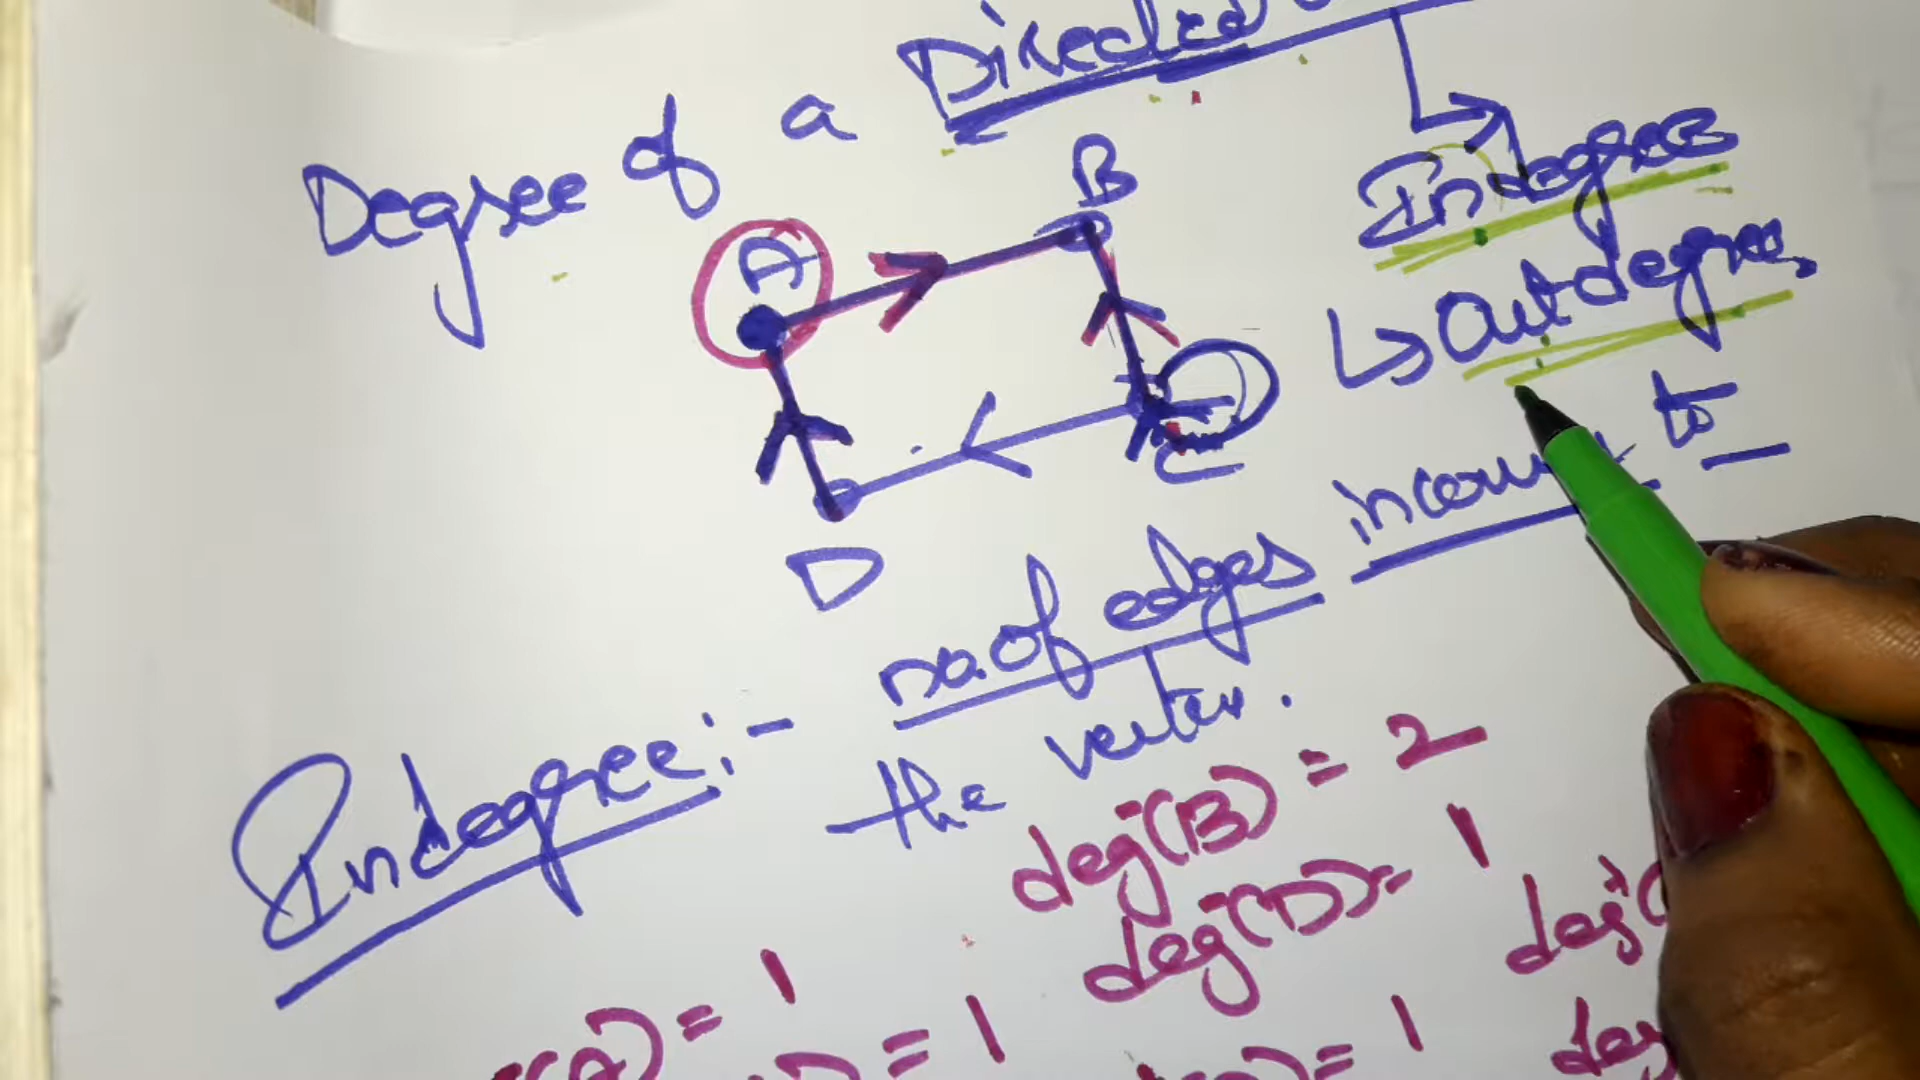 Degree of a Directed
Indegree
↳ Outdegree
A
B
C
D
Indegree:- no.of edges to
the vertex.
deg⁻(B) = 2
deg⁻(D) = 1
(A) = 1
= 1
= 1
deg⁺(
deg